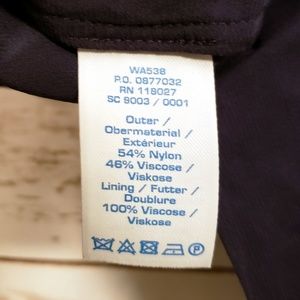 WA538
P.O. 0877032
RN 118027
SC 9003 / 0001
Outer /
Obermaterial /
Extérieur
54% Nylon
46% Viscose /
Viskose
Lining / Futter /
Doublure
100% Viscose /
Viskose
P